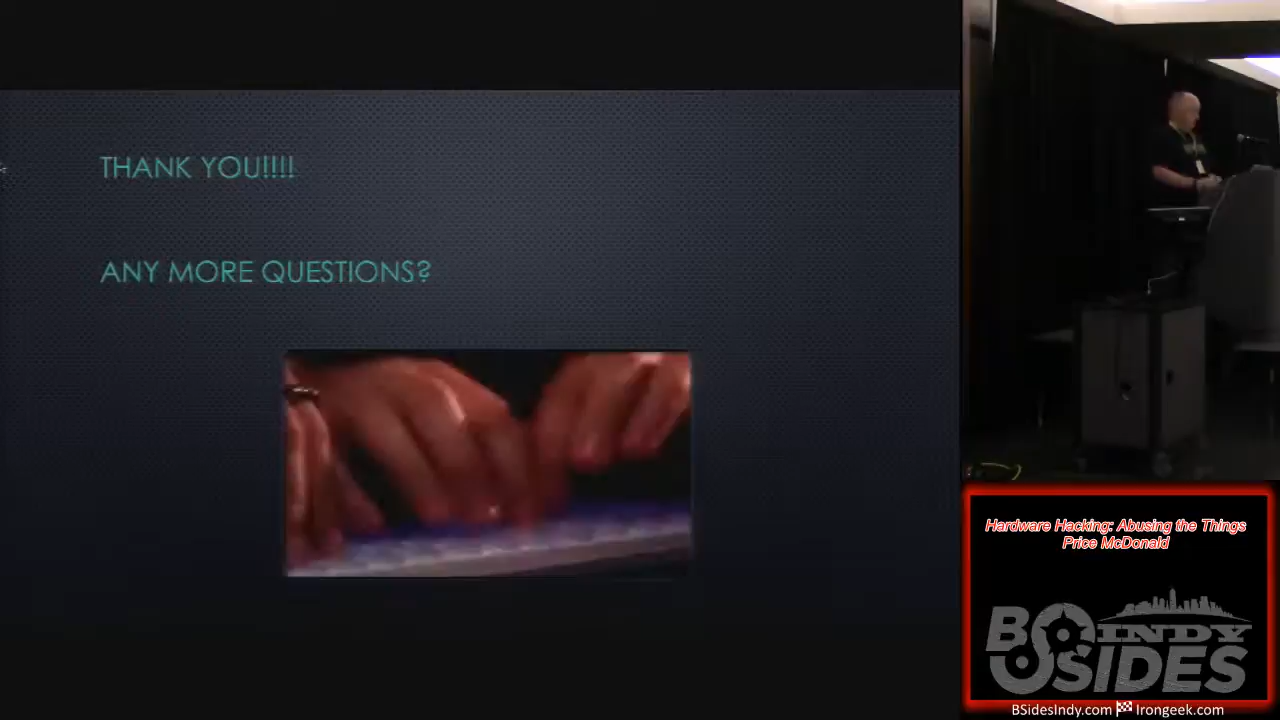 THANK YOU!!!!
ANY MORE QUESTIONS?
Hardware Hacking: Abusing the Things
Price McDonald
BSIDES
INDY
BSidesIndy.com Irongeek.com